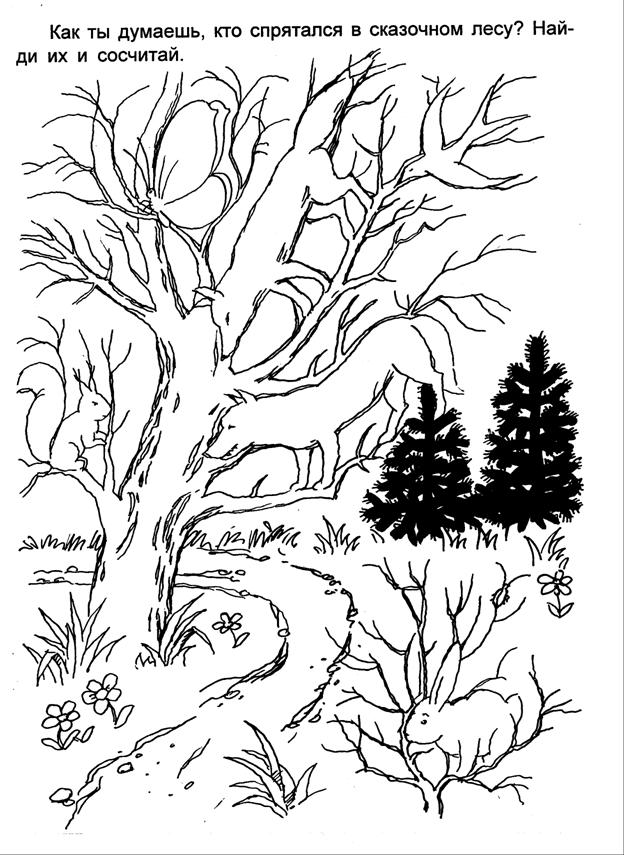 Как ты думаешь, кто спрятался в сказочном лесу? Най-
ди их и сосчитай.